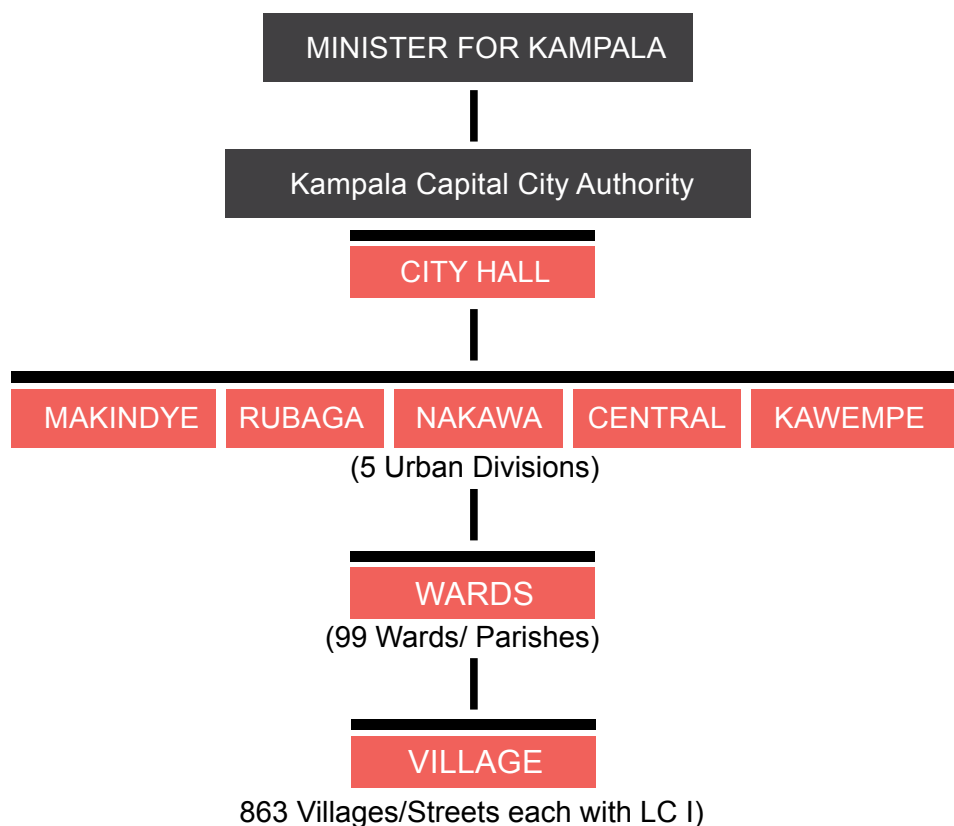 MINISTER FOR KAMPALA
Kampala Capital City Authority
CITY HALL
MAKINDYE RUBAGA NAKAWA CENTRAL KAWEMPE
(5 Urban Divisions)
WARDS
(99 Wards/ Parishes)
VILLAGE
863 Villages/Streets each with LC I)